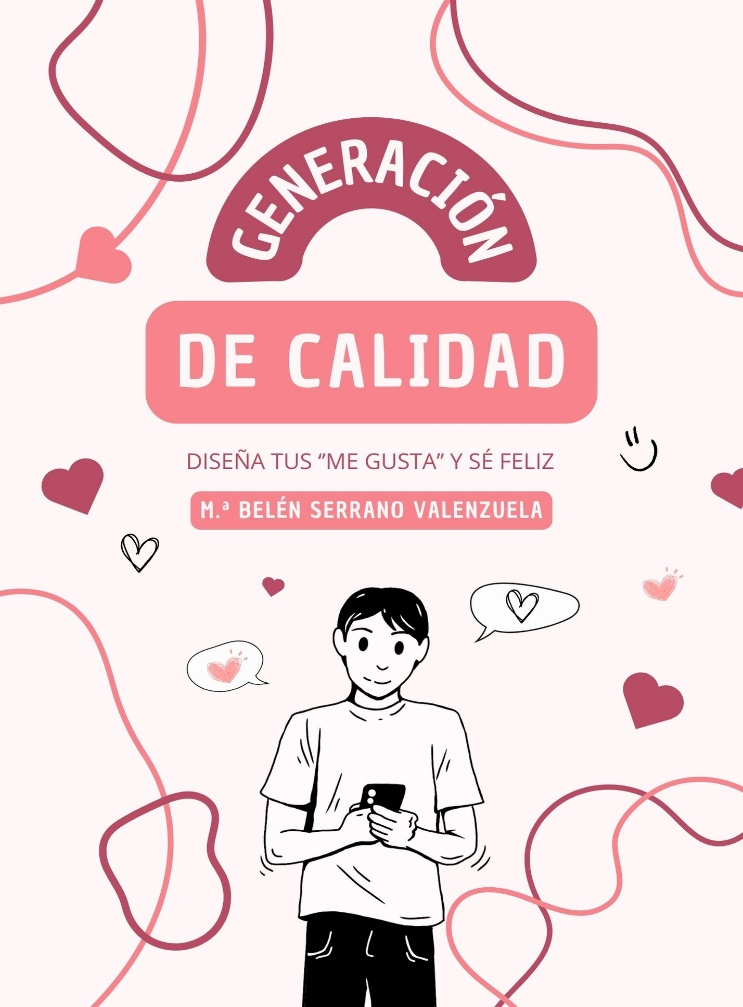 GENERACIÓN
DE CALIDAD
DISEÑA TUS “ME GUSTA” Y SÉ FELIZ
M.ª BELÉN SERRANO VALENZUELA